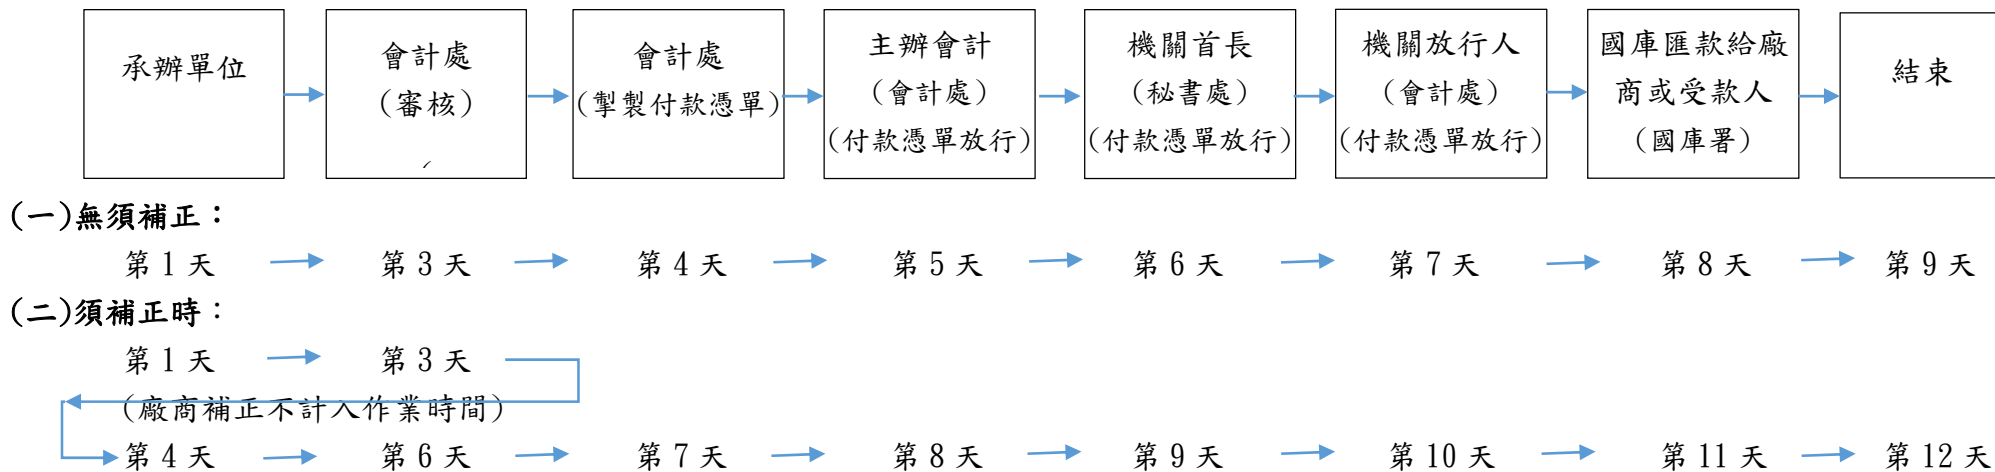 承辦單位
會計處
(審核)
(
會計處
(掣製付款憑單)
主辦會計
(會計處)
(付款憑單放行)
機關首長
(秘書處)
(付款憑單放行)
機關放行人
(會計處)
(付款憑單放行)
國庫匯款給廠
商或受款人
(國庫署)
結束
(一)無須補正：
第 1 天 第 3 天 第 4 天 第 5 天 第 6 天 第 7 天 第 8 天 第 9 天
(二)須補正時：
第 1 天 第 3 天
(廠商補正不計入作業時間)
第 4 天 第 6 天 第 7 天 第 8 天 第 9 天 第 10 天 第 11 天 第 12 天